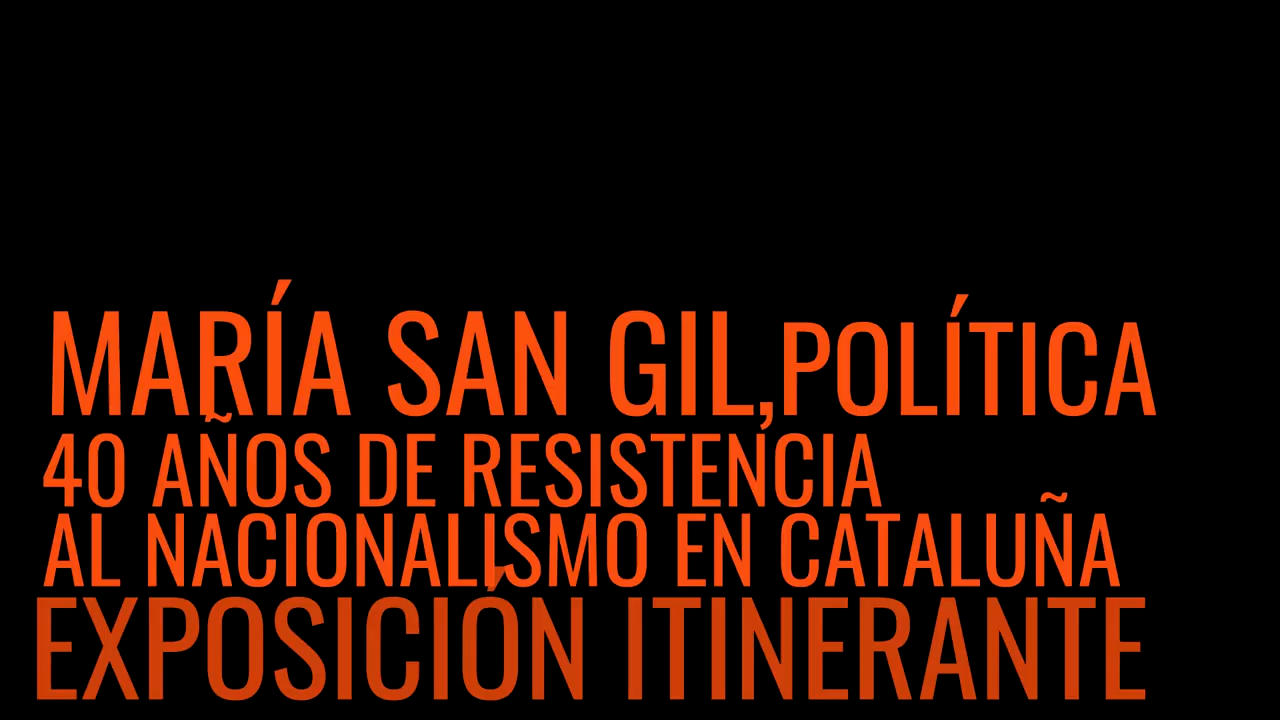 MARÍA SAN GIL,POLÍTICA
40 AÑOS DE RESISTENCIA
AL NACIONALISMO EN CATALUÑA
EXPOSICIÓN ITINERANTE